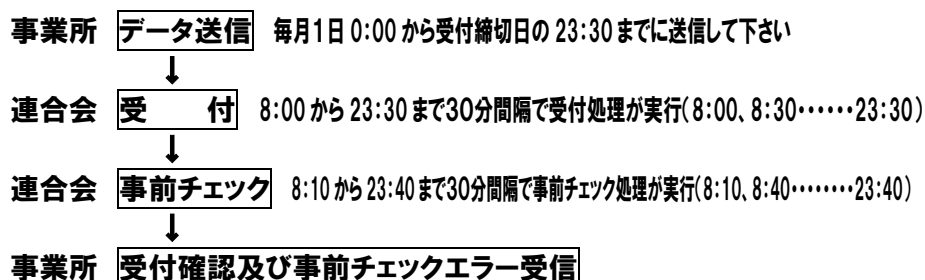 事業所 データ送信 毎月1日 0:00 から受付締切日の 23:30 までに送信して下さい
↓
連合会 受　　付 8:00 から 23:30 まで30分間隔で受付処理が実行(8:00、8:30……23:30)
↓
連合会 事前チェック 8:10 から 23:40 まで30分間隔で事前チェック処理が実行(8:10、8:40………23:40)
↓
事業所 受付確認及び事前チェックエラー受信